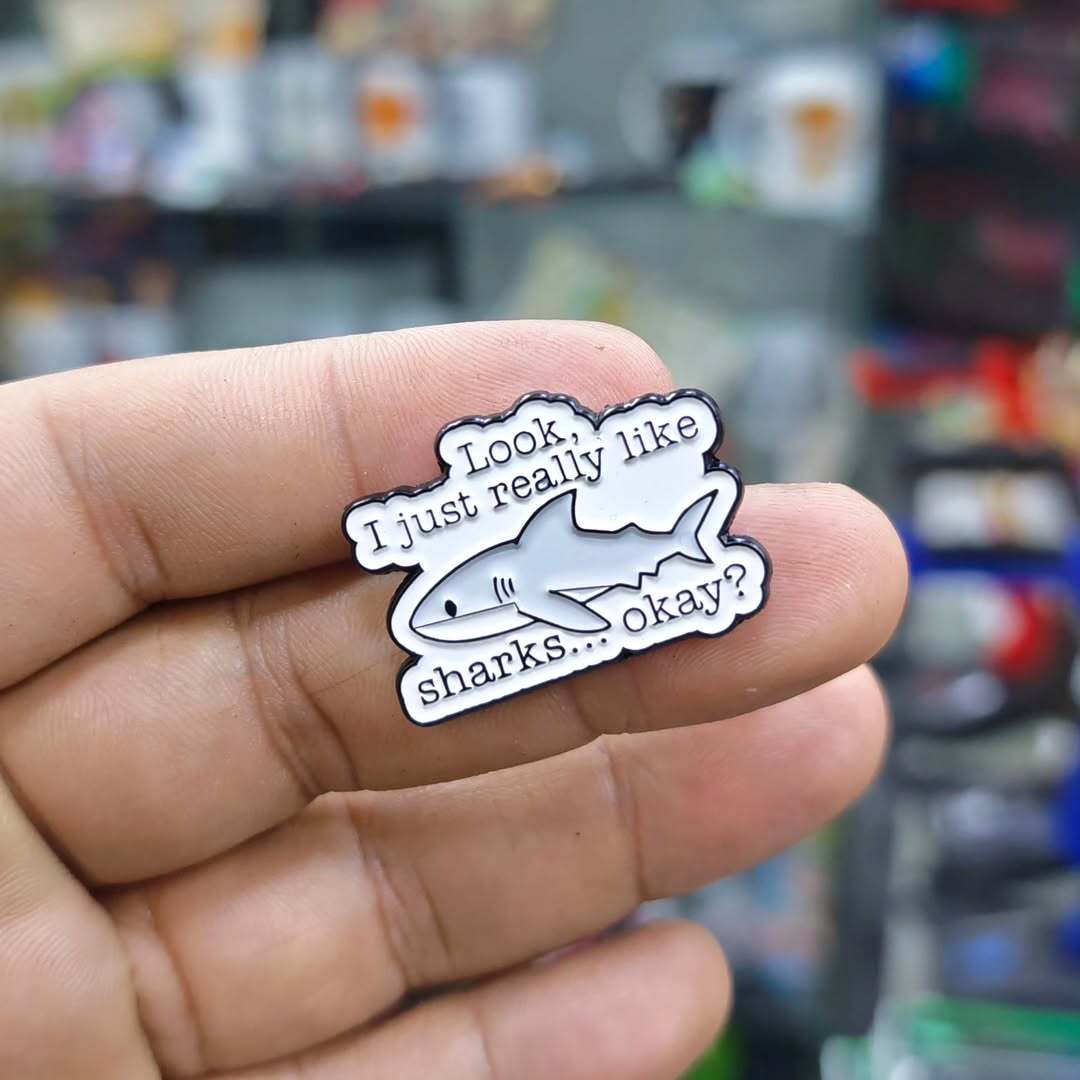 Look,
I just really like
sharks... okay?